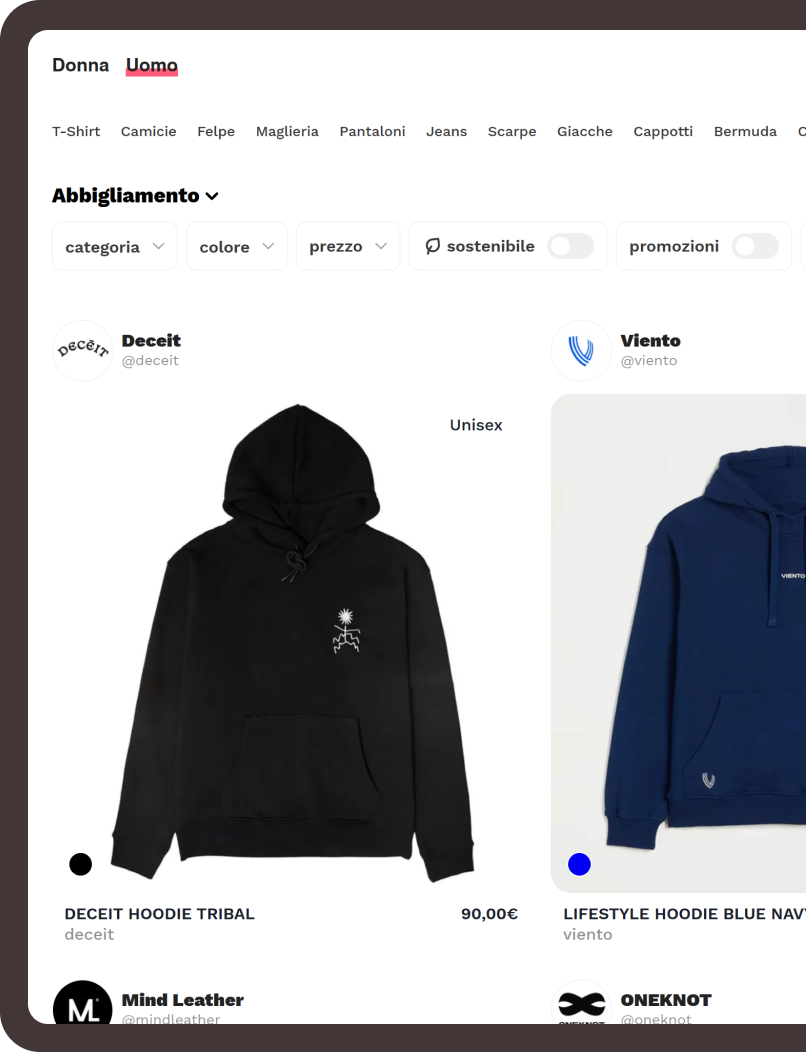 Donna Uomo
T-Shirt Camicie Felpe Maglieria Pantaloni Jeans Scarpe Giacche Cappotti Bermuda
Abbigliamento
categoria colore prezzo sostenibile promozioni
DECEIT
Deceit
@deceit
Viento
@viento
Unisex
VIENTO
DECEIT HOODIE TRIBAL 90,00€
deceit
LIFESTYLE HOODIE BLUE NAVY
viento
ML
Mind Leather
@mindleather
ONEKNOT
ONEKNOT
@oneknot